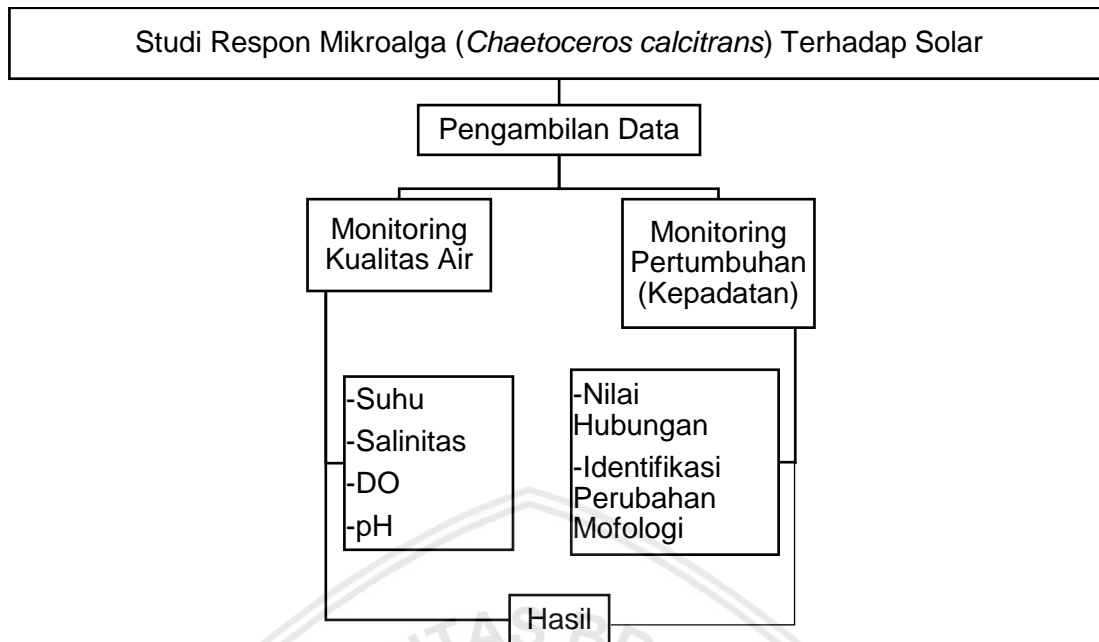 Studi Respon Mikroalga (Chaetoceros calcitrans) Terhadap Solar
Pengambilan Data
Monitoring
Kualitas Air
Monitoring
Pertumbuhan
(Kepadatan)
-Suhu
-Salinitas
-DO
-pH
-Nilai
Hubungan
-Identifikasi
Perubahan
Mofologi
Hasil